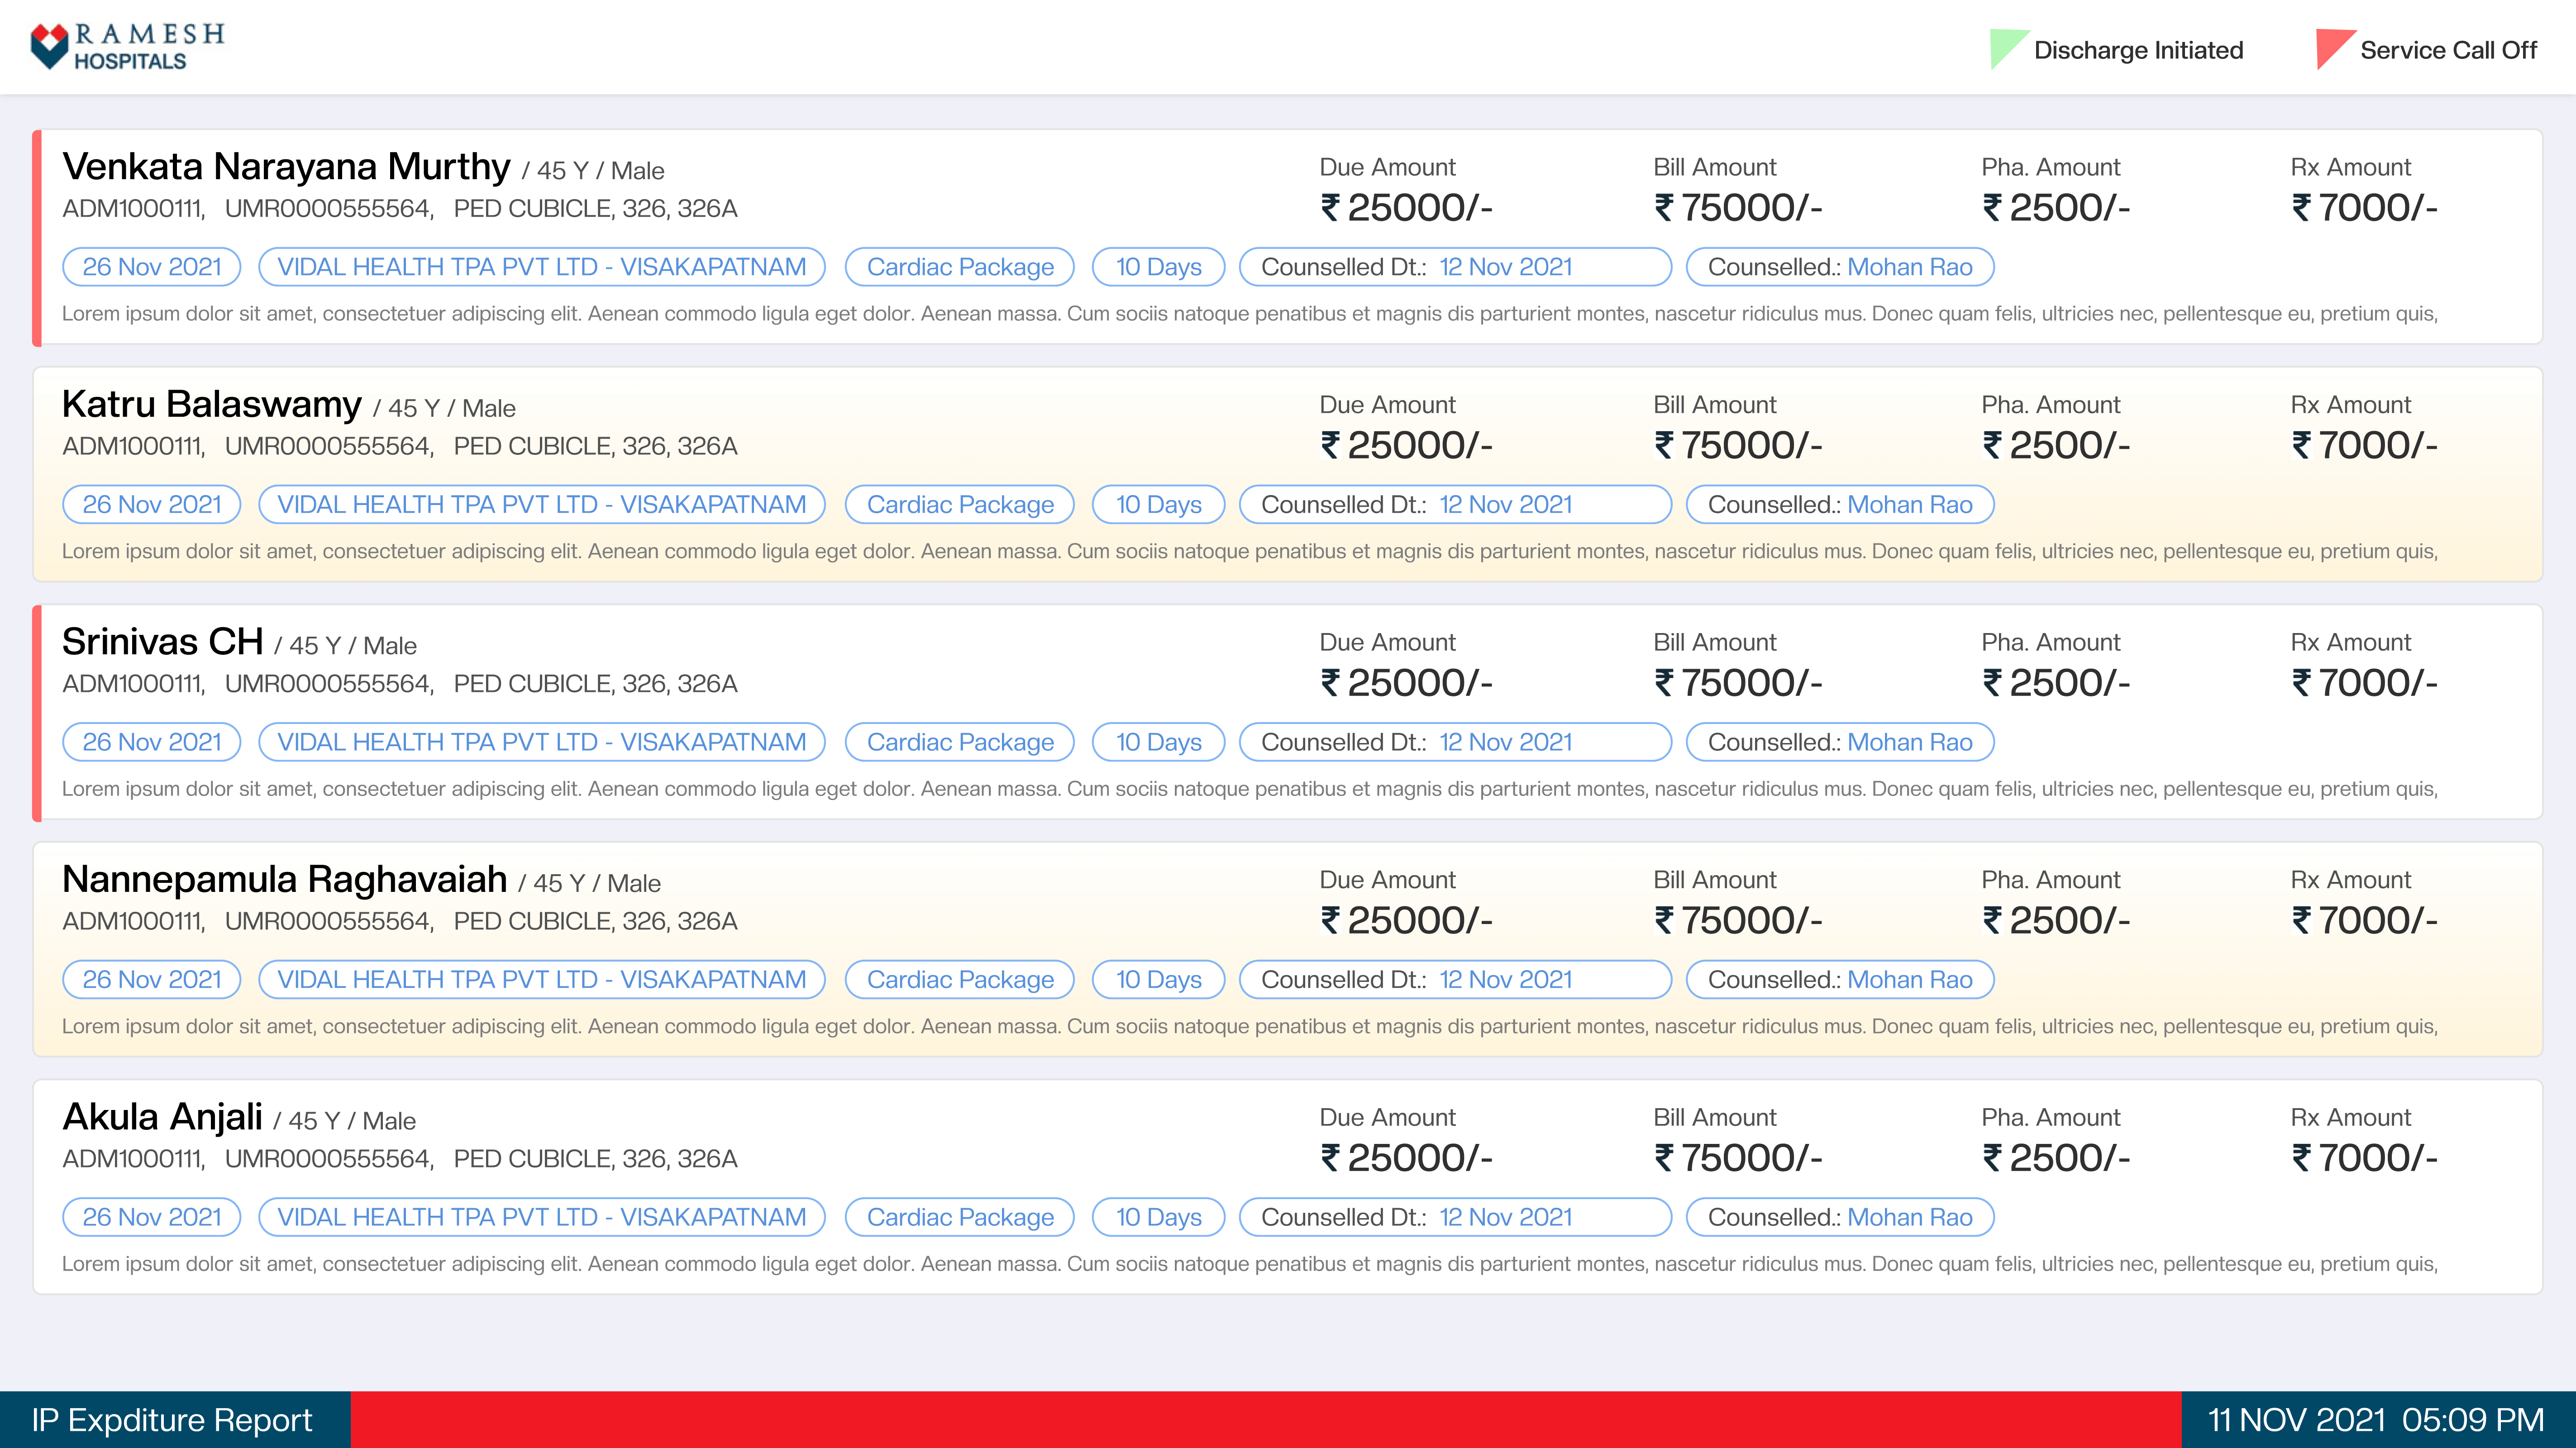 RAMESH
HOSPITALS
Discharge Initiated
Service Call Off
Venkata Narayana Murthy / 45 Y / Male
ADM1000111, UMR0000555564, PED CUBICLE, 326, 326A
Due Amount
₹ 25000/-
Bill Amount
₹ 75000/-
Pha. Amount
₹ 2500/-
Rx Amount
₹ 7000/-
26 Nov 2021 VIDAL HEALTH TPA PVT LTD - VISAKAPATNAM Cardiac Package 10 Days Counselled Dt.: 12 Nov 2021 Counselled.: Mohan Rao
Lorem ipsum dolor sit amet, consectetuer adipiscing elit. Aenean commodo ligula eget dolor. Aenean massa. Cum sociis natoque penatibus et magnis dis parturient montes, nascetur ridiculus mus. Donec quam felis, ultricies nec, pellentesque eu, pretium quis,
Katru Balaswamy / 45 Y / Male
ADM1000111, UMR0000555564, PED CUBICLE, 326, 326A
Due Amount
₹ 25000/-
Bill Amount
₹ 75000/-
Pha. Amount
₹ 2500/-
Rx Amount
₹ 7000/-
26 Nov 2021 VIDAL HEALTH TPA PVT LTD - VISAKAPATNAM Cardiac Package 10 Days Counselled Dt.: 12 Nov 2021 Counselled.: Mohan Rao
Lorem ipsum dolor sit amet, consectetuer adipiscing elit. Aenean commodo ligula eget dolor. Aenean massa. Cum sociis natoque penatibus et magnis dis parturient montes, nascetur ridiculus mus. Donec quam felis, ultricies nec, pellentesque eu, pretium quis,
Srinivas CH / 45 Y / Male
ADM1000111, UMR0000555564, PED CUBICLE, 326, 326A
Due Amount
₹ 25000/-
Bill Amount
₹ 75000/-
Pha. Amount
₹ 2500/-
Rx Amount
₹ 7000/-
26 Nov 2021 VIDAL HEALTH TPA PVT LTD - VISAKAPATNAM Cardiac Package 10 Days Counselled Dt.: 12 Nov 2021 Counselled.: Mohan Rao
Lorem ipsum dolor sit amet, consectetuer adipiscing elit. Aenean commodo ligula eget dolor. Aenean massa. Cum sociis natoque penatibus et magnis dis parturient montes, nascetur ridiculus mus. Donec quam felis, ultricies nec, pellentesque eu, pretium quis,
Nannepamula Raghavaiah / 45 Y / Male
ADM1000111, UMR0000555564, PED CUBICLE, 326, 326A
Due Amount
₹ 25000/-
Bill Amount
₹ 75000/-
Pha. Amount
₹ 2500/-
Rx Amount
₹ 7000/-
26 Nov 2021 VIDAL HEALTH TPA PVT LTD - VISAKAPATNAM Cardiac Package 10 Days Counselled Dt.: 12 Nov 2021 Counselled.: Mohan Rao
Lorem ipsum dolor sit amet, consectetuer adipiscing elit. Aenean commodo ligula eget dolor. Aenean massa. Cum sociis natoque penatibus et magnis dis parturient montes, nascetur ridiculus mus. Donec quam felis, ultricies nec, pellentesque eu, pretium quis,
Akula Anjali / 45 Y / Male
ADM1000111, UMR0000555564, PED CUBICLE, 326, 326A
Due Amount
₹ 25000/-
Bill Amount
₹ 75000/-
Pha. Amount
₹ 2500/-
Rx Amount
₹ 7000/-
26 Nov 2021 VIDAL HEALTH TPA PVT LTD - VISAKAPATNAM Cardiac Package 10 Days Counselled Dt.: 12 Nov 2021 Counselled.: Mohan Rao
Lorem ipsum dolor sit amet, consectetuer adipiscing elit. Aenean commodo ligula eget dolor. Aenean massa. Cum sociis natoque penatibus et magnis dis parturient montes, nascetur ridiculus mus. Donec quam felis, ultricies nec, pellentesque eu, pretium quis,
IP Expditure Report
11 NOV 2021 05:09 PM